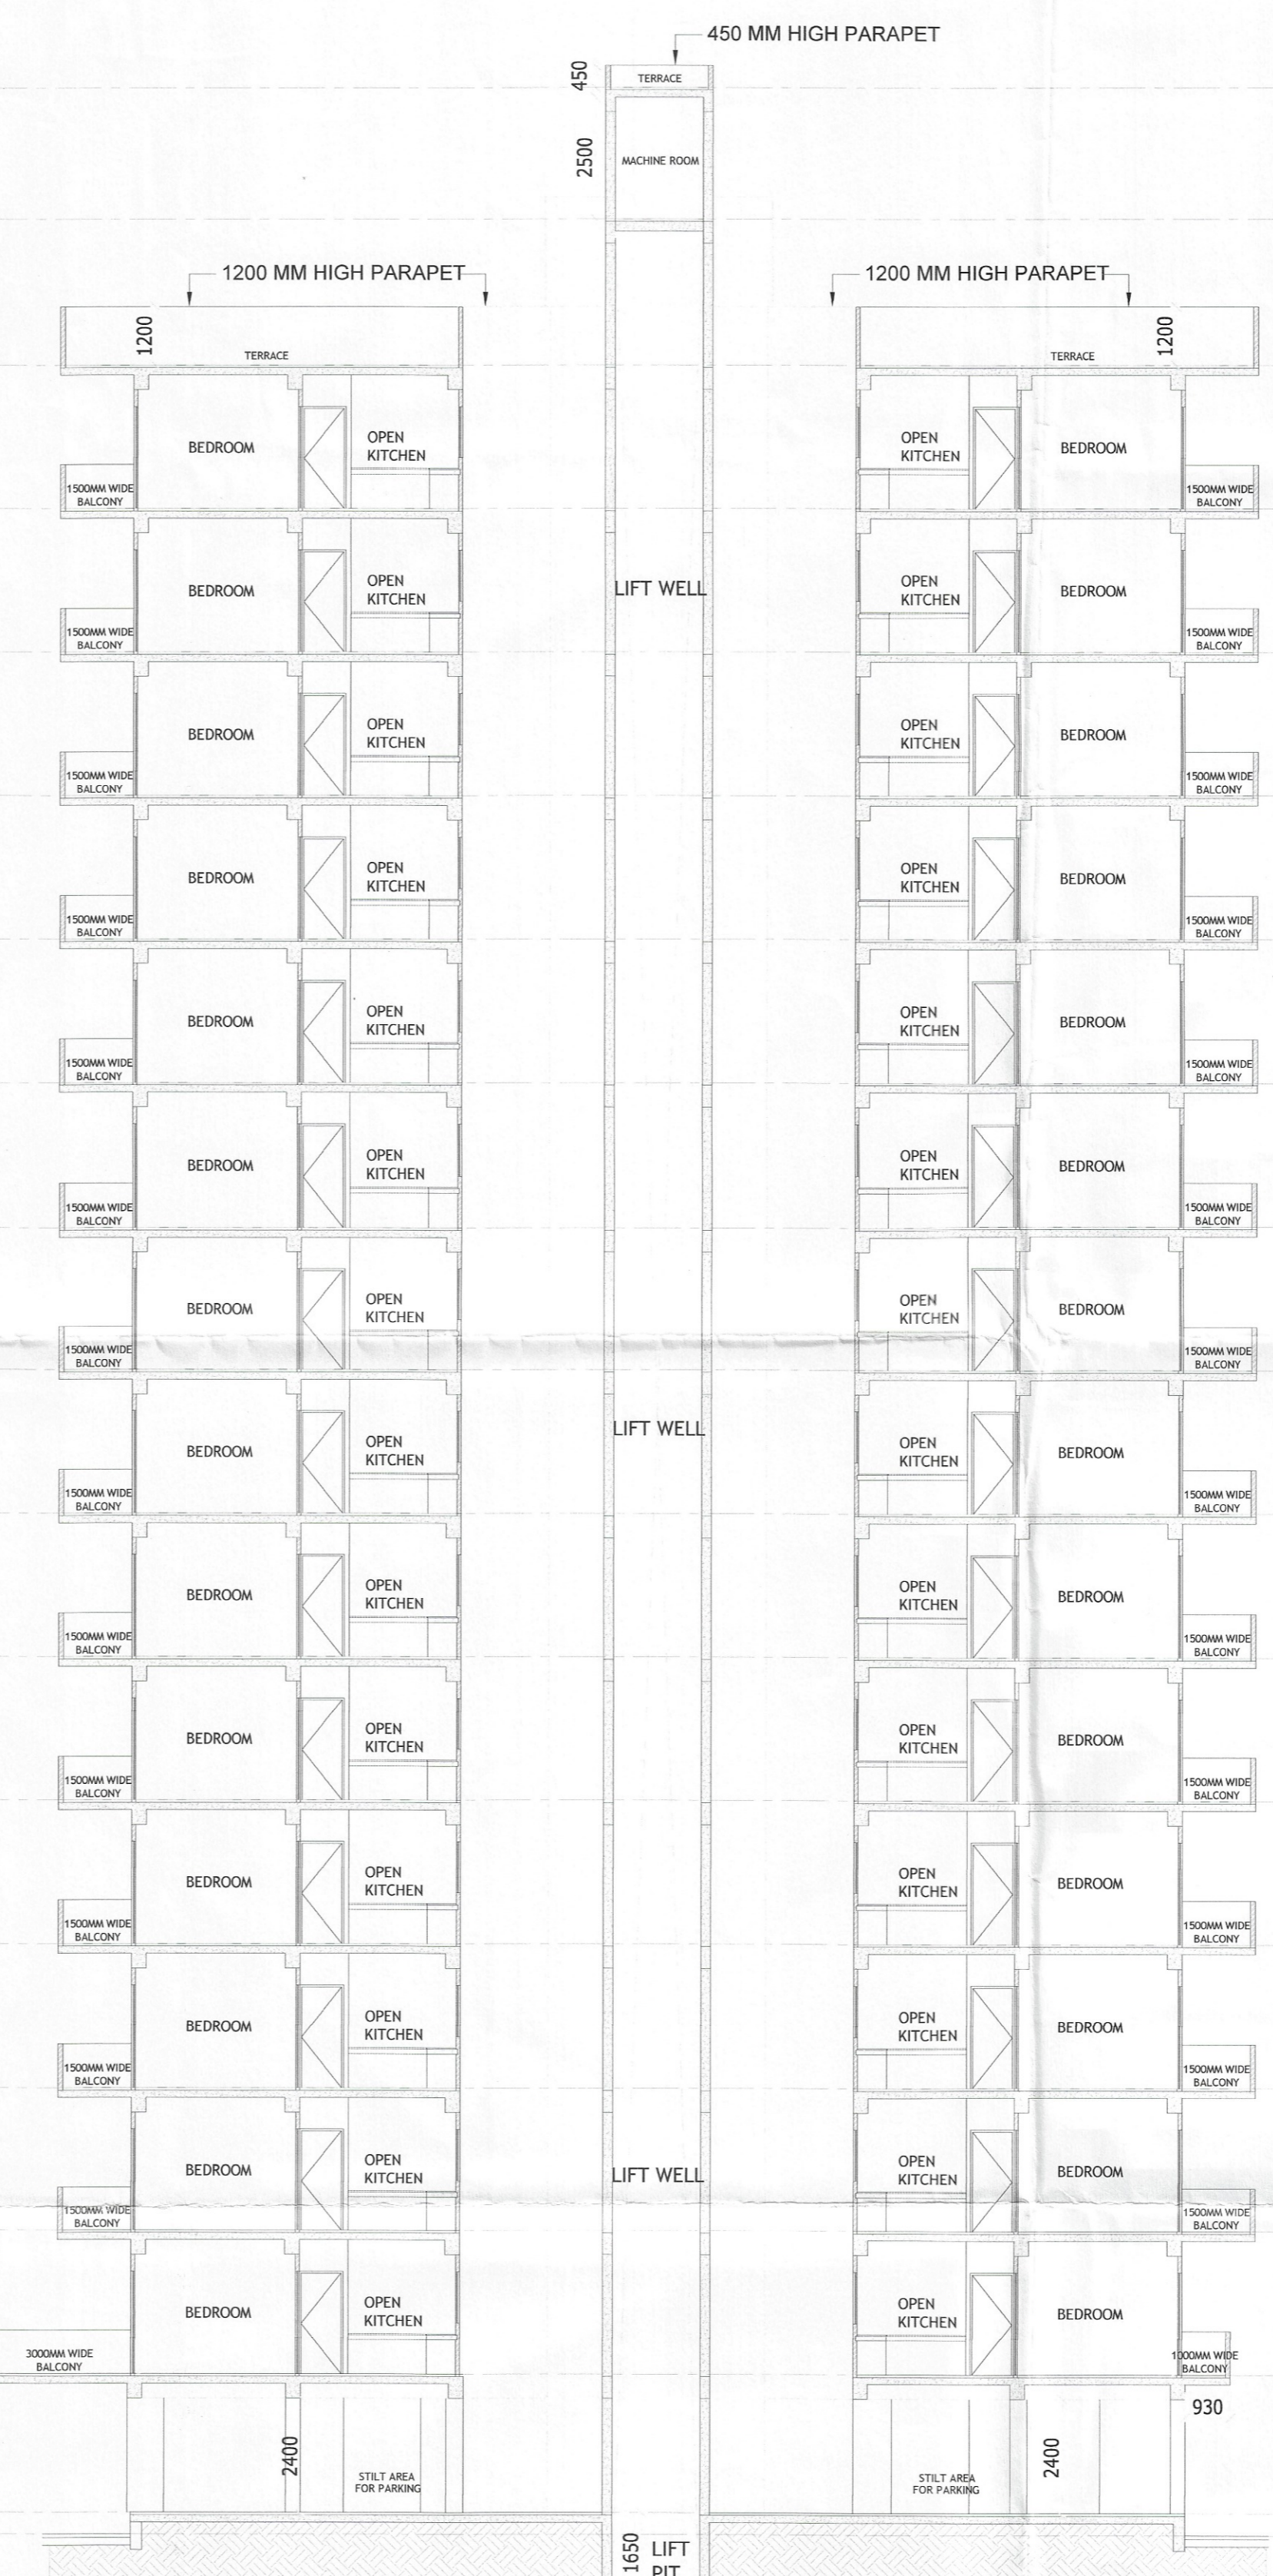 450 MM HIGH PARAPET
450
TERRACE
2500
MACHINE ROOM
1200 MM HIGH PARAPET
1200 MM HIGH PARAPET
1200
TERRACE
1200
TERRACE
BEDROOM
OPEN
KITCHEN
OPEN
KITCHEN
BEDROOM
1500MM WIDE
BALCONY
1500MM WIDE
BALCONY
BEDROOM
OPEN
KITCHEN
LIFT WELL
OPEN
KITCHEN
BEDROOM
1500MM WIDE
BALCONY
1500MM WIDE
BALCONY
BEDROOM
OPEN
KITCHEN
OPEN
KITCHEN
BEDROOM
1500MM WIDE
BALCONY
1500MM WIDE
BALCONY
BEDROOM
OPEN
KITCHEN
OPEN
KITCHEN
BEDROOM
1500MM WIDE
BALCONY
1500MM WIDE
BALCONY
BEDROOM
OPEN
KITCHEN
OPEN
KITCHEN
BEDROOM
1500MM WIDE
BALCONY
1500MM WIDE
BALCONY
BEDROOM
OPEN
KITCHEN
OPEN
KITCHEN
BEDROOM
1500MM WIDE
BALCONY
1500MM WIDE
BALCONY
BEDROOM
OPEN
KITCHEN
OPEN
KITCHEN
BEDROOM
1500MM WIDE
BALCONY
1500MM WIDE
BALCONY
BEDROOM
OPEN
KITCHEN
LIFT WELL
OPEN
KITCHEN
BEDROOM
1500MM WIDE
BALCONY
1500MM WIDE
BALCONY
BEDROOM
OPEN
KITCHEN
OPEN
KITCHEN
BEDROOM
1500MM WIDE
BALCONY
1500MM WIDE
BALCONY
BEDROOM
OPEN
KITCHEN
OPEN
KITCHEN
BEDROOM
1500MM WIDE
BALCONY
1500MM WIDE
BALCONY
BEDROOM
OPEN
KITCHEN
OPEN
KITCHEN
BEDROOM
1500MM WIDE
BALCONY
1500MM WIDE
BALCONY
BEDROOM
OPEN
KITCHEN
OPEN
KITCHEN
BEDROOM
1500MM WIDE
BALCONY
1500MM WIDE
BALCONY
BEDROOM
OPEN
KITCHEN
LIFT WELL
OPEN
KITCHEN
BEDROOM
1500MM WIDE
BALCONY
1500MM WIDE
BALCONY
BEDROOM
OPEN
KITCHEN
OPEN
KITCHEN
BEDROOM
3000MM WIDE
BALCONY
1000MM WIDE
BALCONY
930
2400
STILT AREA
FOR PARKING
STILT AREA
FOR PARKING
2400
1650
LIFT
PIT